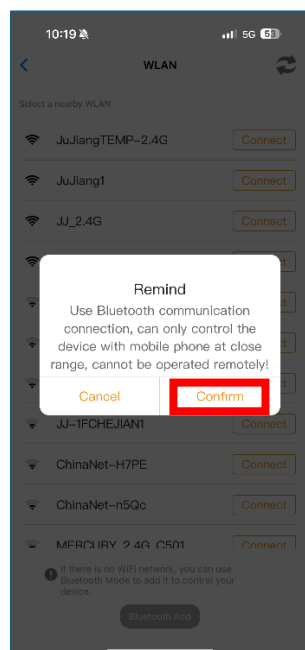 10:19
5G 53
WLAN
Select a nearby WLAN
JuJiangTEMP-2.4G Connect
JuJiang1 Connect
JJ_2.4G Connect
Remind
Use Bluetooth communication
connection, can only control the
device with mobile phone at close
range, cannot be operated remotely!
Cancel Confirm
JJ-1FCHEJIAN1 Connect
ChinaNet-H7PE Connect
ChinaNet-n5Qc Connect
MERCURY_2.4G_C501 Connect
If there is no WiFi network, you can use
Bluetooth Mode to add it to control your
device.
Bluetooth Add